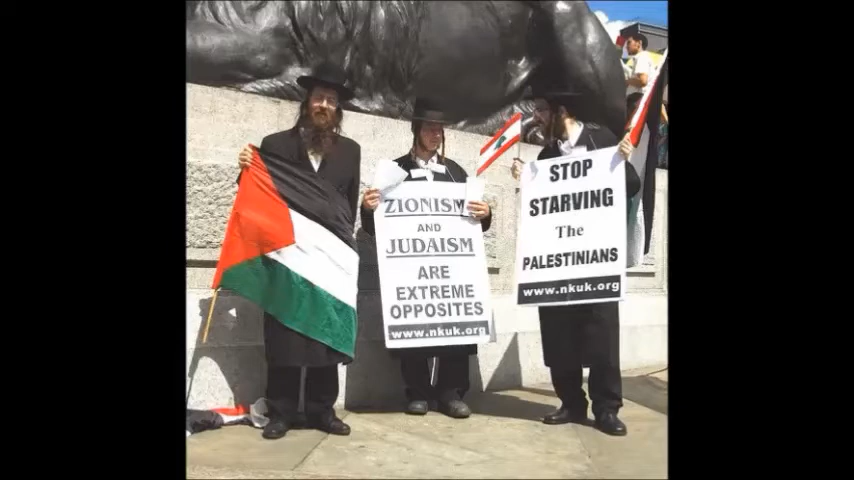 ZIONISM
AND
JUDAISM
ARE
EXTREME
OPPOSITES
www.nkuk.org
STOP
STARVING
The
PALESTINIANS
www.nkuk.org